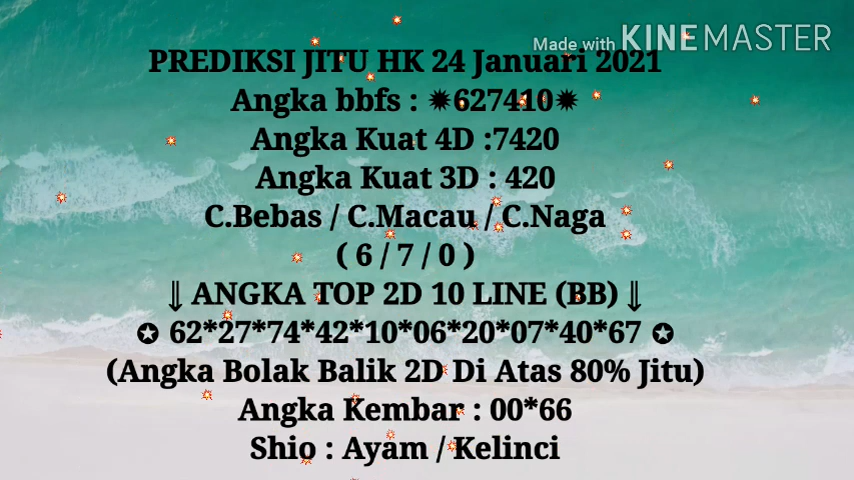 Made with KINEMASTER
PREDIKSI JITU HK 24 Januari 2021
Angka bbfs : ✹627410✹
Angka Kuat 4D :7420
Angka Kuat 3D : 420
C.Bebas / C.Macau / C.Naga
( 6 / 7 / 0 )
⇓ ANGKA TOP 2D 10 LINE (BB) ⇓
✪ 62*27*74*42*10*06*20*07*40*67 ✪
(Angka Bolak Balik 2D Di Atas 80% Jitu)
Angka Kembar : 00*66
Shio : Ayam / Kelinci